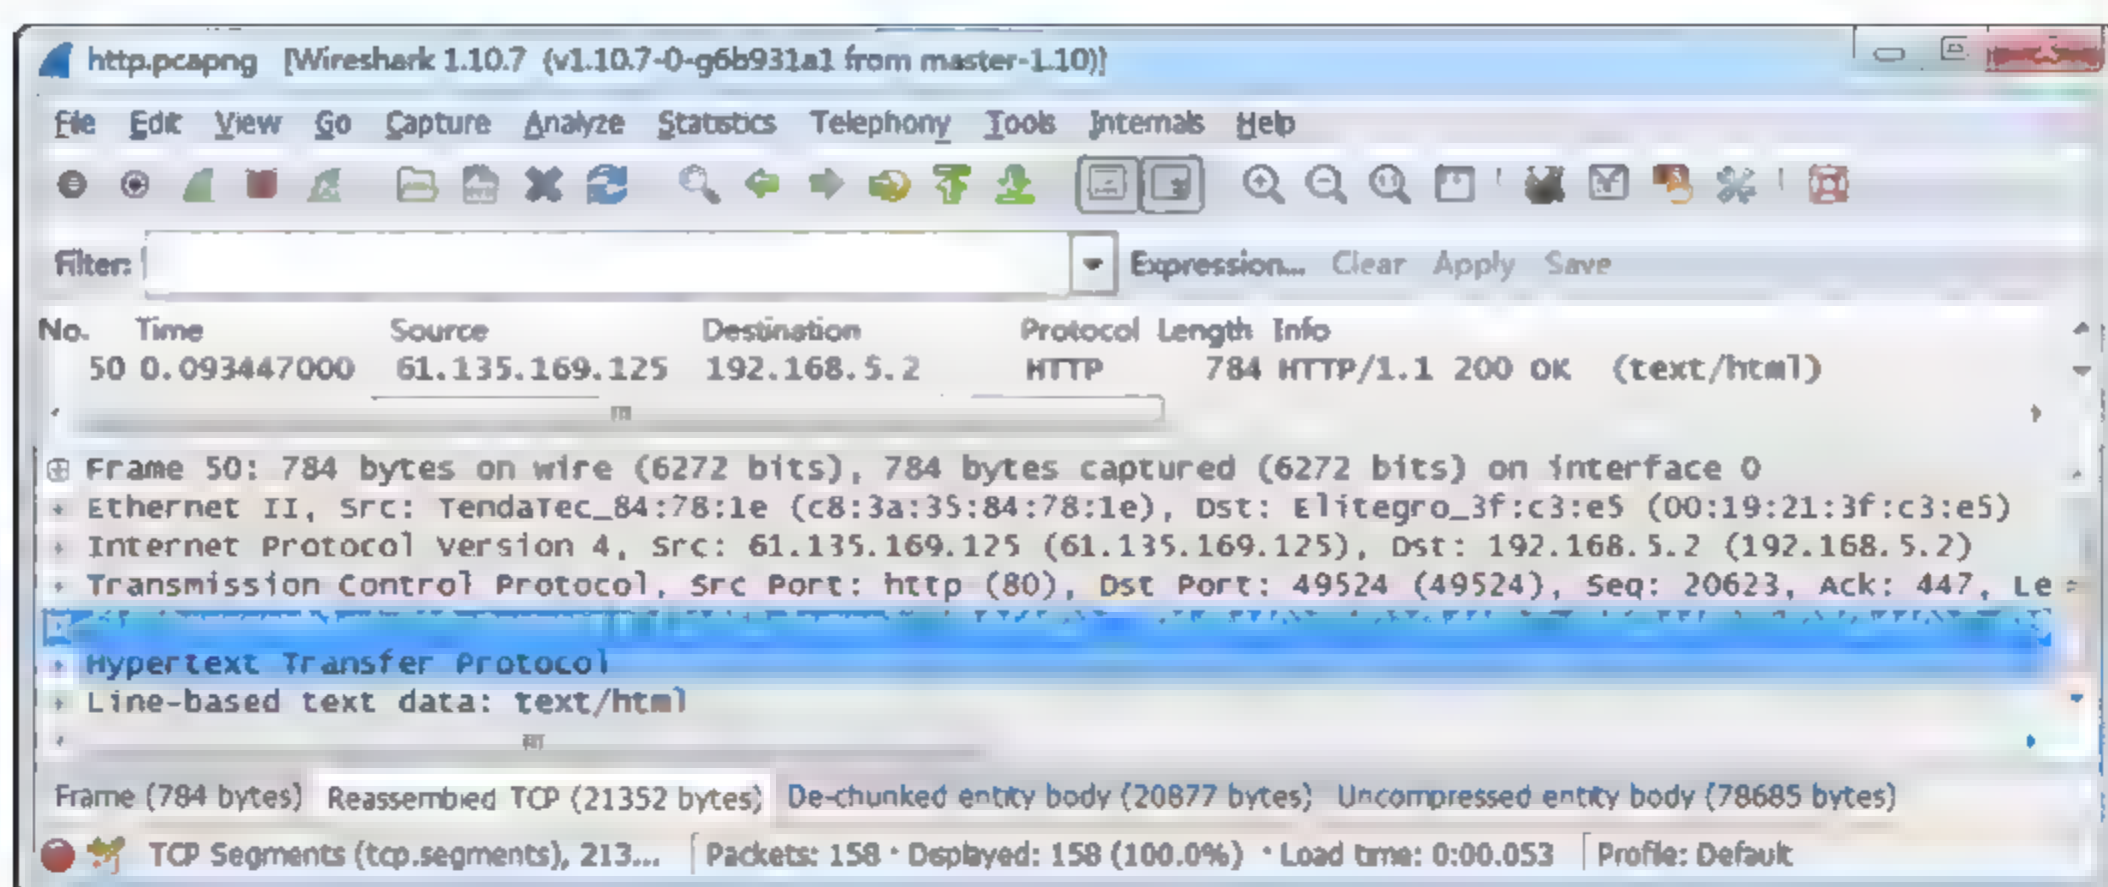 http.pcapng [Wireshark 1.10.7 (v1.10.7-0-g6b931a1 from master-1.10)]
File Edit View Go Capture Analyze Statistics Telephony Tools Internals Help
Filter: Expression... Clear Apply Save
No. Time Source Destination Protocol Length Info
50 0.093447000 61.135.169.125 192.168.5.2 HTTP 784 HTTP/1.1 200 OK (text/html)
Frame 50: 784 bytes on wire (6272 bits), 784 bytes captured (6272 bits) on interface 0
Ethernet II, Src: TendaTec_84:78:1e (c8:3a:35:84:78:1e), Dst: Elitegro_3f:c3:e5 (00:19:21:3f:c3:e5)
Internet Protocol Version 4, Src: 61.135.169.125 (61.135.169.125), Dst: 192.168.5.2 (192.168.5.2)
Transmission Control Protocol, Src Port: http (80), Dst Port: 49524 (49524), Seq: 20623, Ack: 447, Le
Hypertext Transfer Protocol
Line-based text data: text/html
Frame (784 bytes) Reassembled TCP (21352 bytes) De-chunked entity body (20877 bytes) Uncompressed entity body (78685 bytes)
TCP Segments (tcp.segments), 213... Packets: 158 · Displayed: 158 (100.0%) · Load time: 0:00.053 Profile: Default